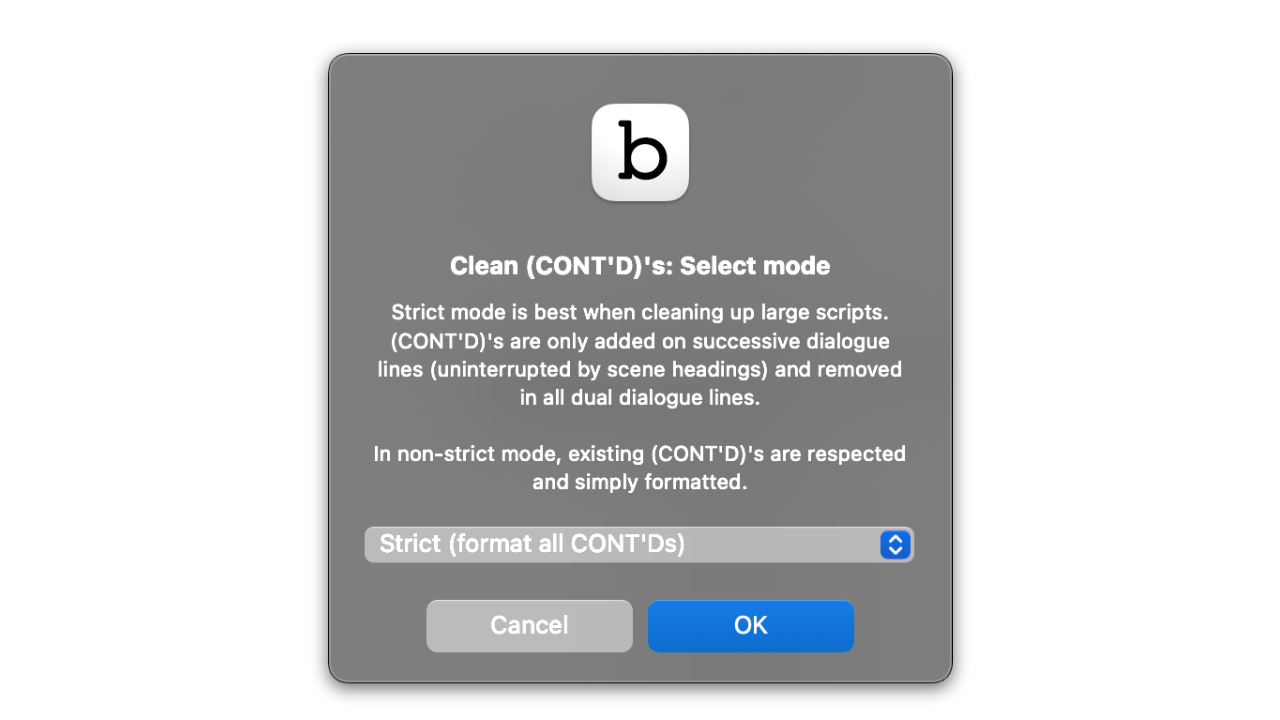 b
Clean (CONT'D)'s: Select mode
Strict mode is best when cleaning up large scripts.
(CONT'D)'s are only added on successive dialogue
lines (uninterrupted by scene headings) and removed
in all dual dialogue lines.
In non-strict mode, existing (CONT'D)'s are respected
and simply formatted.
Strict (format all CONT'Ds)
Cancel
OK